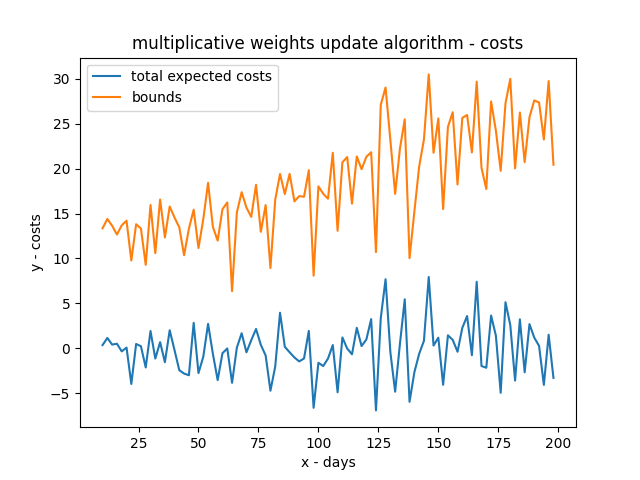 multiplicative weights update algorithm - costs
total expected costs
bounds
30
25
20
15
10
5
0
−5
y - costs
25 50 75 100 125 150 175 200
x - days